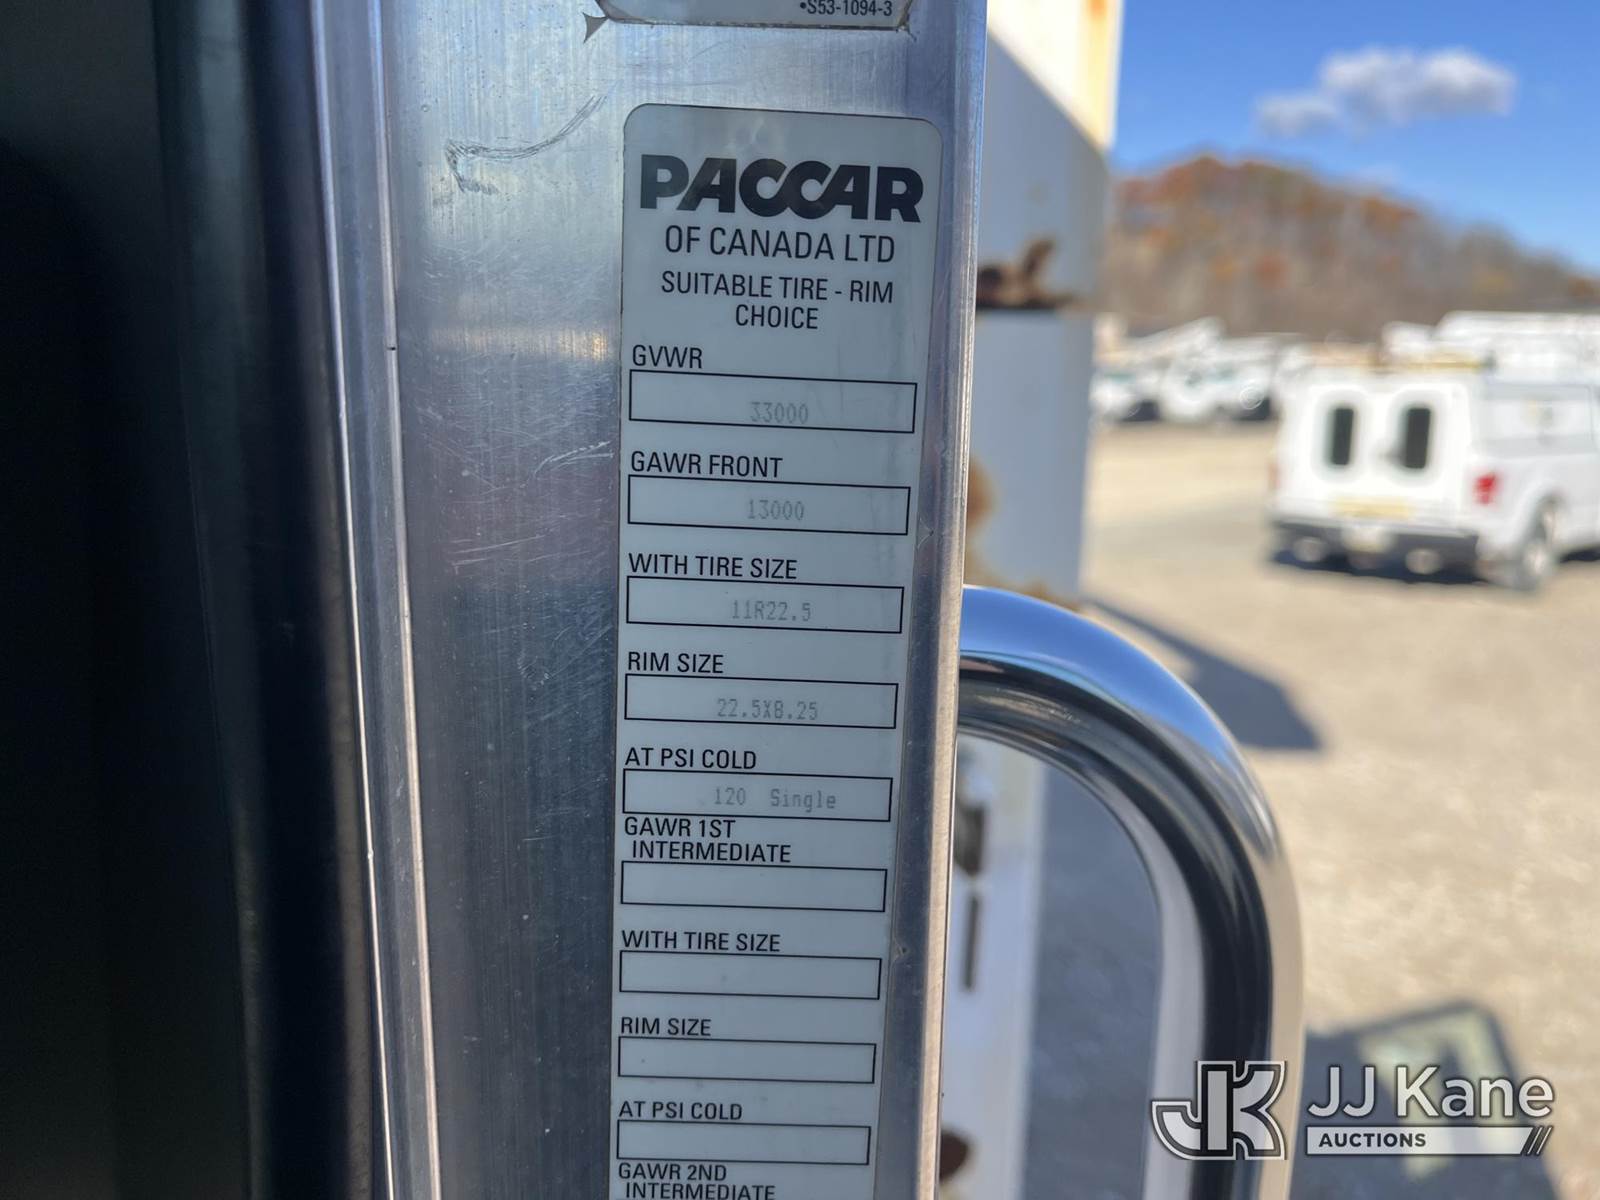 •S53-1094-3
PACCAR
OF CANADA LTD
SUITABLE TIRE - RIM
CHOICE
GVWR
33000
GAWR FRONT
13000
WITH TIRE SIZE
11R22.5
RIM SIZE
22.5X8.25
AT PSI COLD
120 Single
GAWR 1ST
INTERMEDIATE
WITH TIRE SIZE
RIM SIZE
AT PSI COLD
GAWR 2ND
INTERMEDIATE
JK
JJ Kane
AUCTIONS